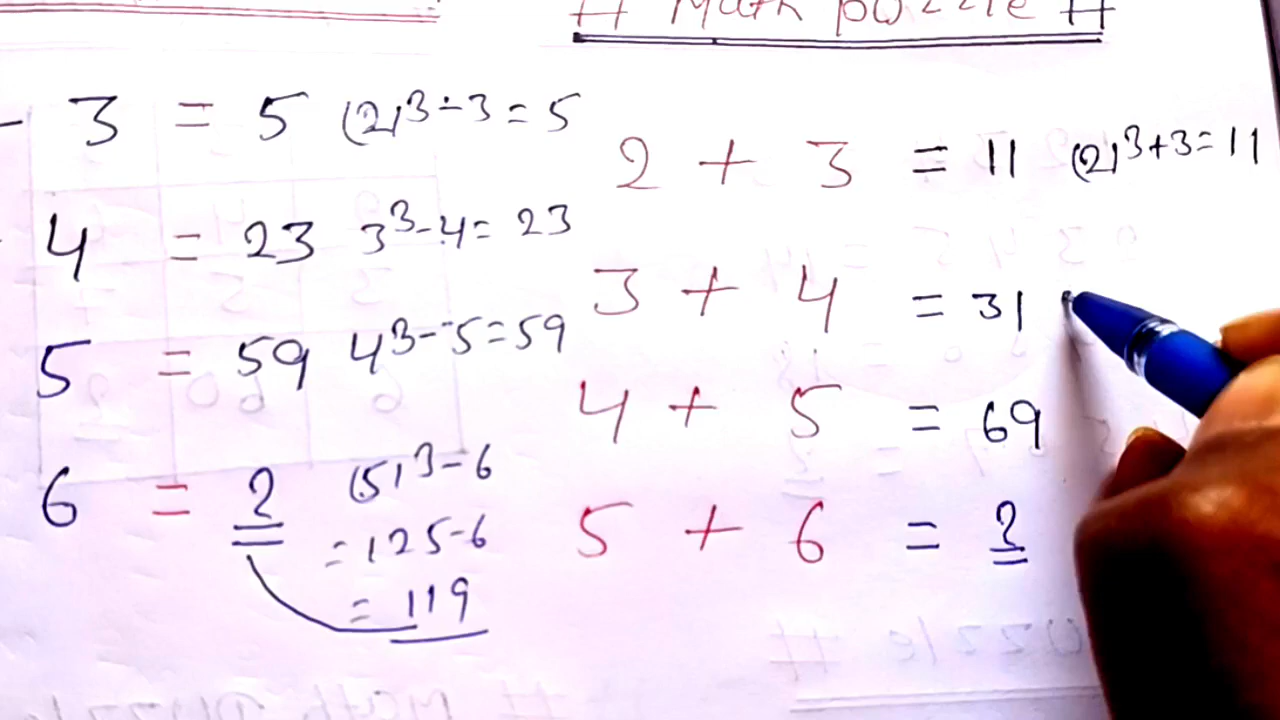 # Math puzzle #
- 3 = 5 (2)³-3=5
4 = 23 3³-4= 23
5 = 59 4³-5=59
6 = ? (5)³-6
=125-6
= 119
2 + 3 = 11 (2)³+3=11
3 + 4 = 31
4 + 5 = 69
5 + 6 = ?